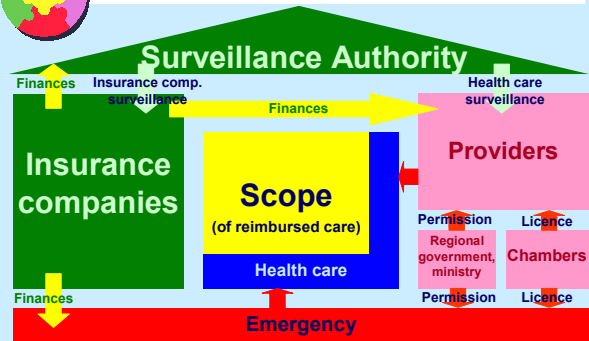 Surveillance Authority
Finances
Insurance comp.
surveillance
Health care
surveillance
Finances
Insurance
companies
Providers
Scope
(of reimbursed care)
Health care
Permission
Licence
Regional
government,
ministry
Chambers
Permission
Licence
Finances
Emergency